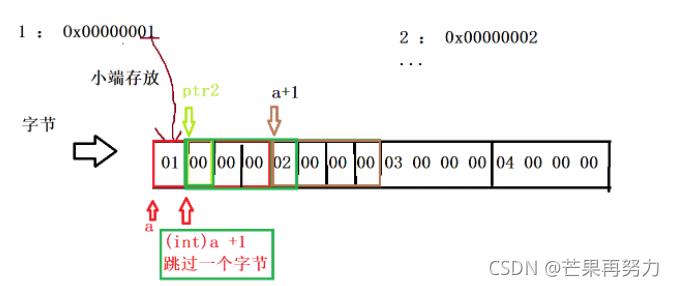 1 : 0x00000001
2 : 0x00000002
...
小端存放
ptr2
a+1
字节
01 00 00 00 02 00 00 00 03 00 00 00 04 00 00 00
a
(int)a +1
跳过一个字节
CSDN @芒果再努力